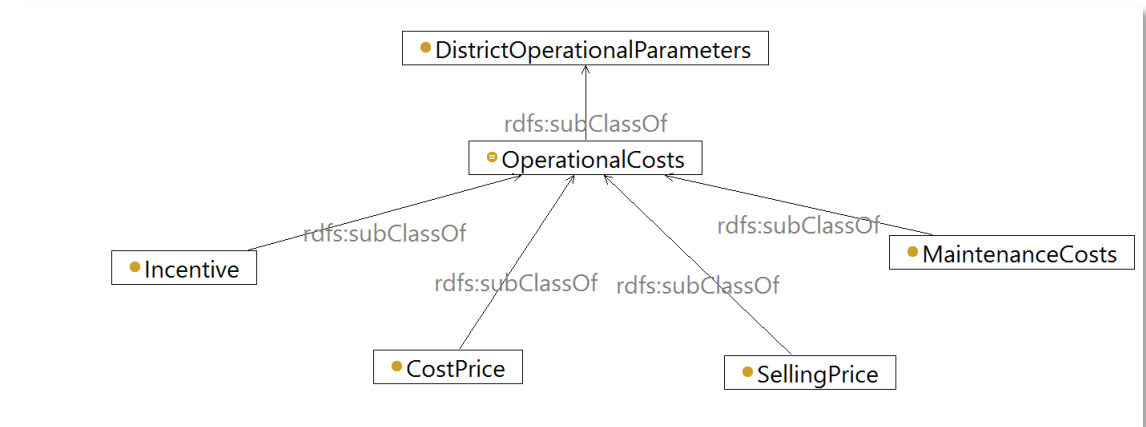 DistrictOperationalParameters
rdfs:subClassOf
OperationalCosts
rdfs:subClassOf
rdfs:subClassOf
Incentive
MaintenanceCosts
rdfs:subClassOf
rdfs:subClassOf
CostPrice
SellingPrice